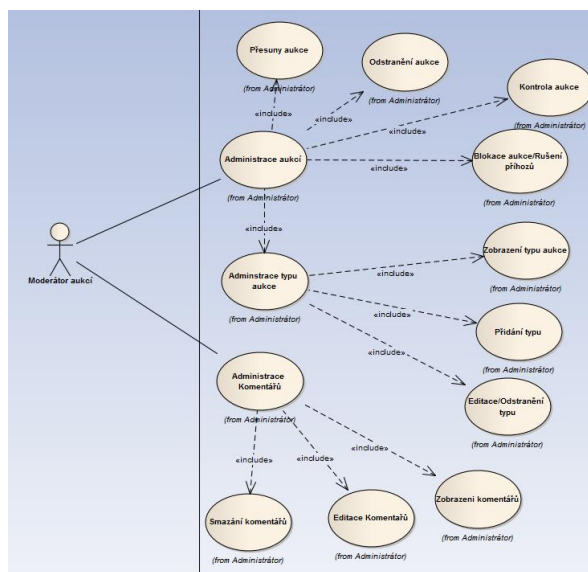 Přesuny aukce
(from Administrátor)
Odstranění aukce
(from Administrátor)
Kontrola aukce
(from Administrátor)
«include»
«include»
«include»
Administrace aukcí
(from Administrátor)
«include»
Blokace aukce/Rušení
příhozů
(from Administrátor)
Moderátor aukcí
«include»
Adminstrace typu
aukce
(from Administrátor)
«include»
Zobrazení typu aukce
(from Administrátor)
«include»
Přidání typu
(from Administrátor)
«include»
Editace/Odstranění
typu
(from Administrátor)
Administrace
Komentářů
(from Administrátor)
«include»
«include»
«include»
Smazání komentářů
(from Administrátor)
Editace Komentařů
(from Administrátor)
Zobrazeni komentářů
(from Administrátor)